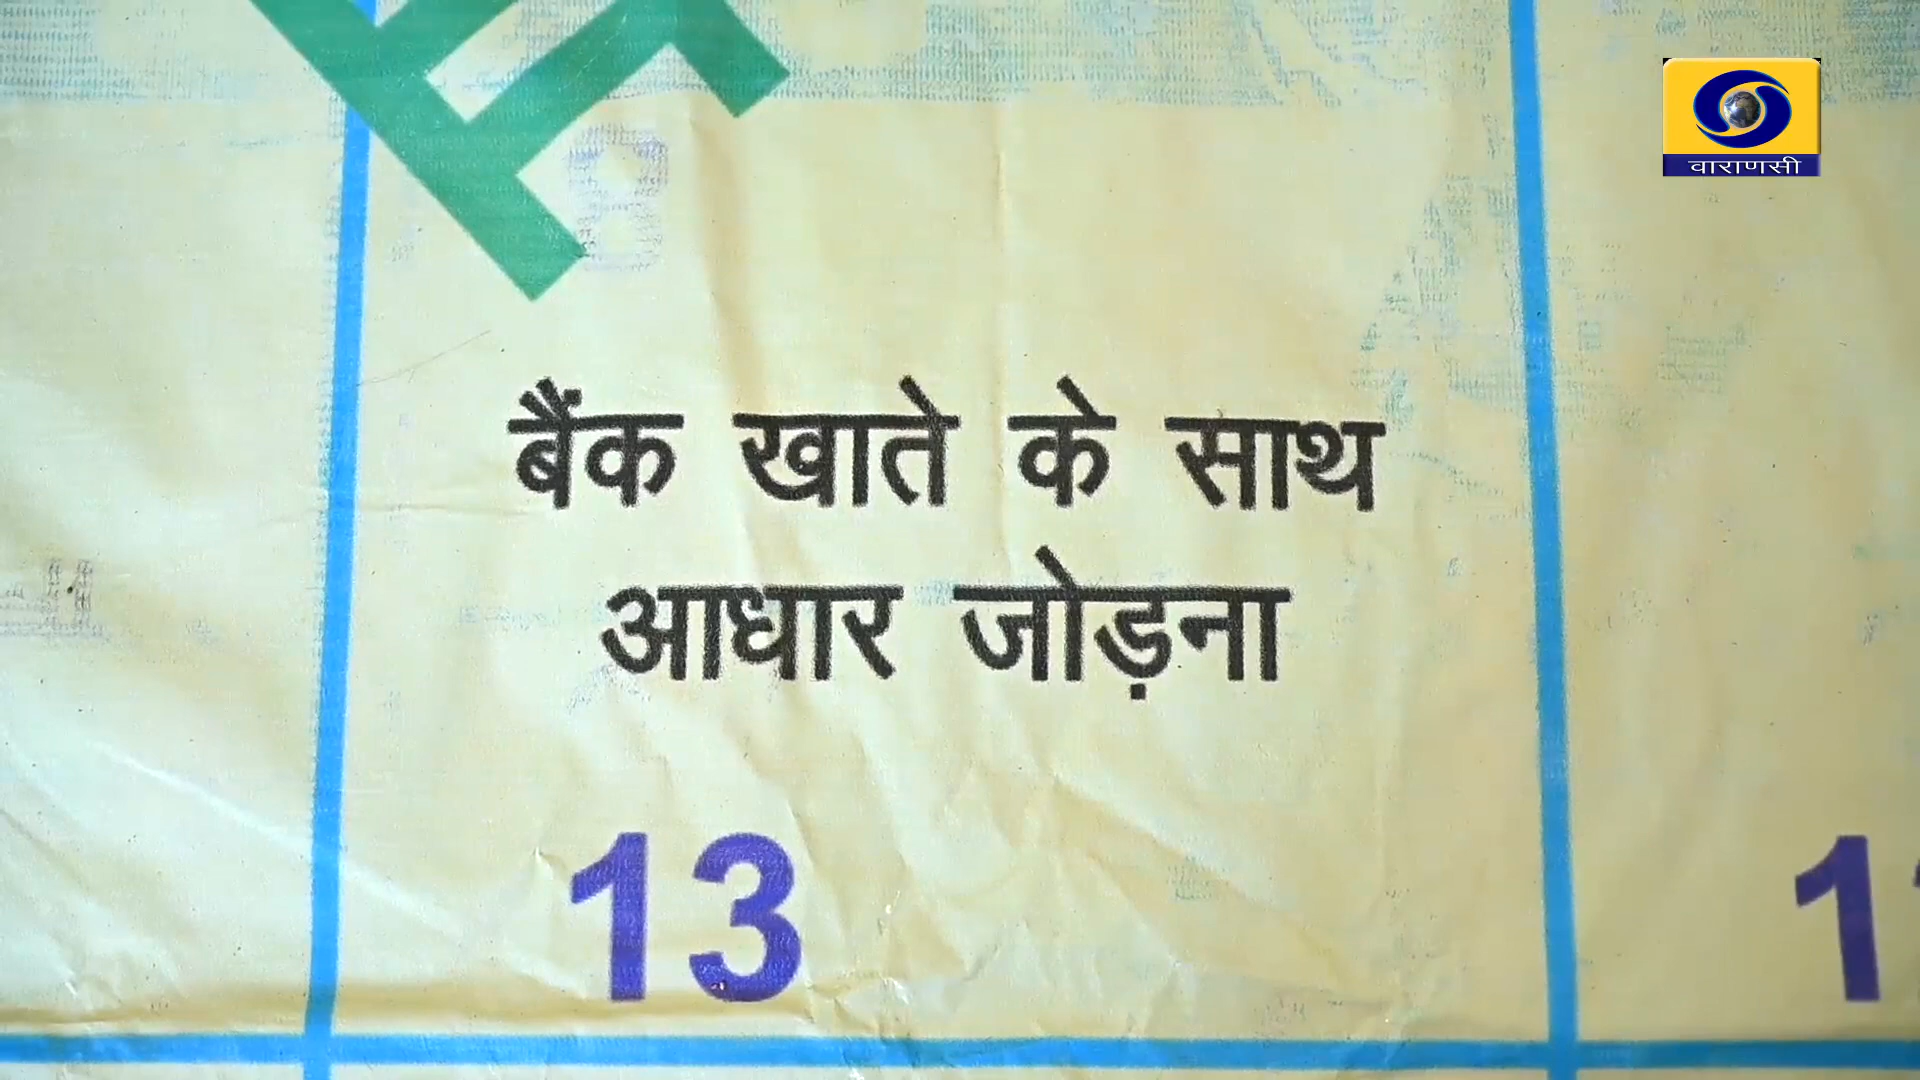 वाराणसी
बैंक खाते के साथ
आधार जोड़ना
13